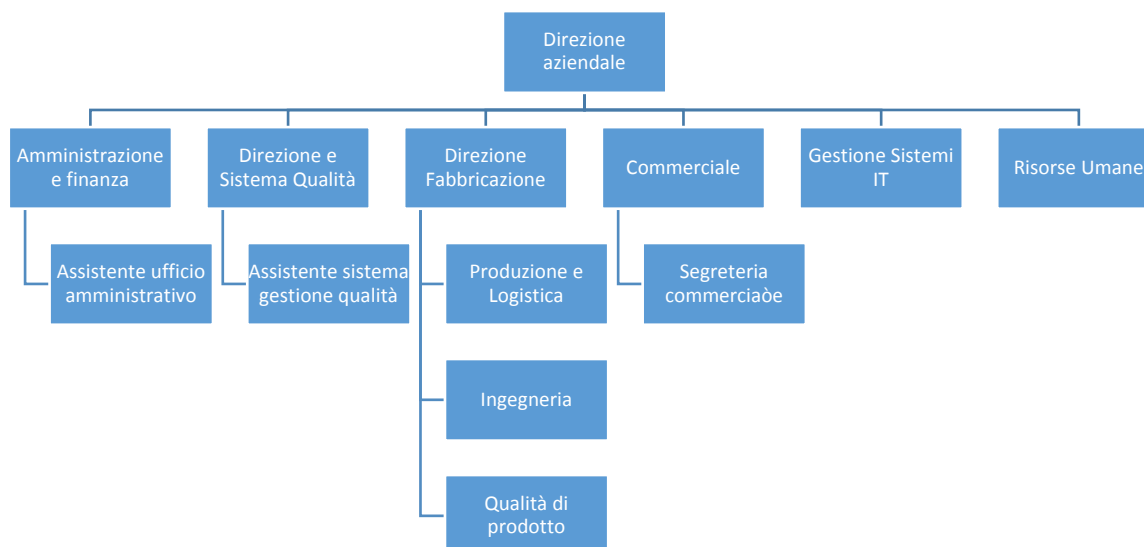 Direzione
aziendale
Amministrazione
e finanza
Direzione e
Sistema Qualità
Direzione
Fabbricazione
Commerciale
Gestione Sistemi
IT
Risorse Umane
Assistente ufficio
amministrativo
Assistente sistema
gestione qualità
Produzione e
Logistica
Segreteria
commerciaòe
Ingegneria
Qualità di
prodotto